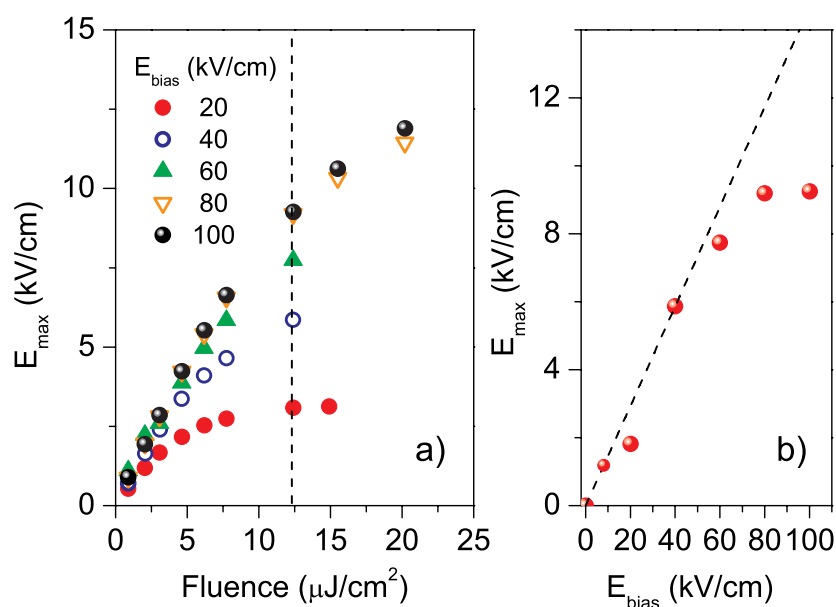 15
10
5
0
E_max (kV/cm)
E_bias (kV/cm)
20
40
60
80
100
a)
0 5 10 15 20 25
Fluence (μJ/cm²)
12
8
4
0
E_max (kV/cm)
b)
0 20 40 60 80 100
E_bias (kV/cm)